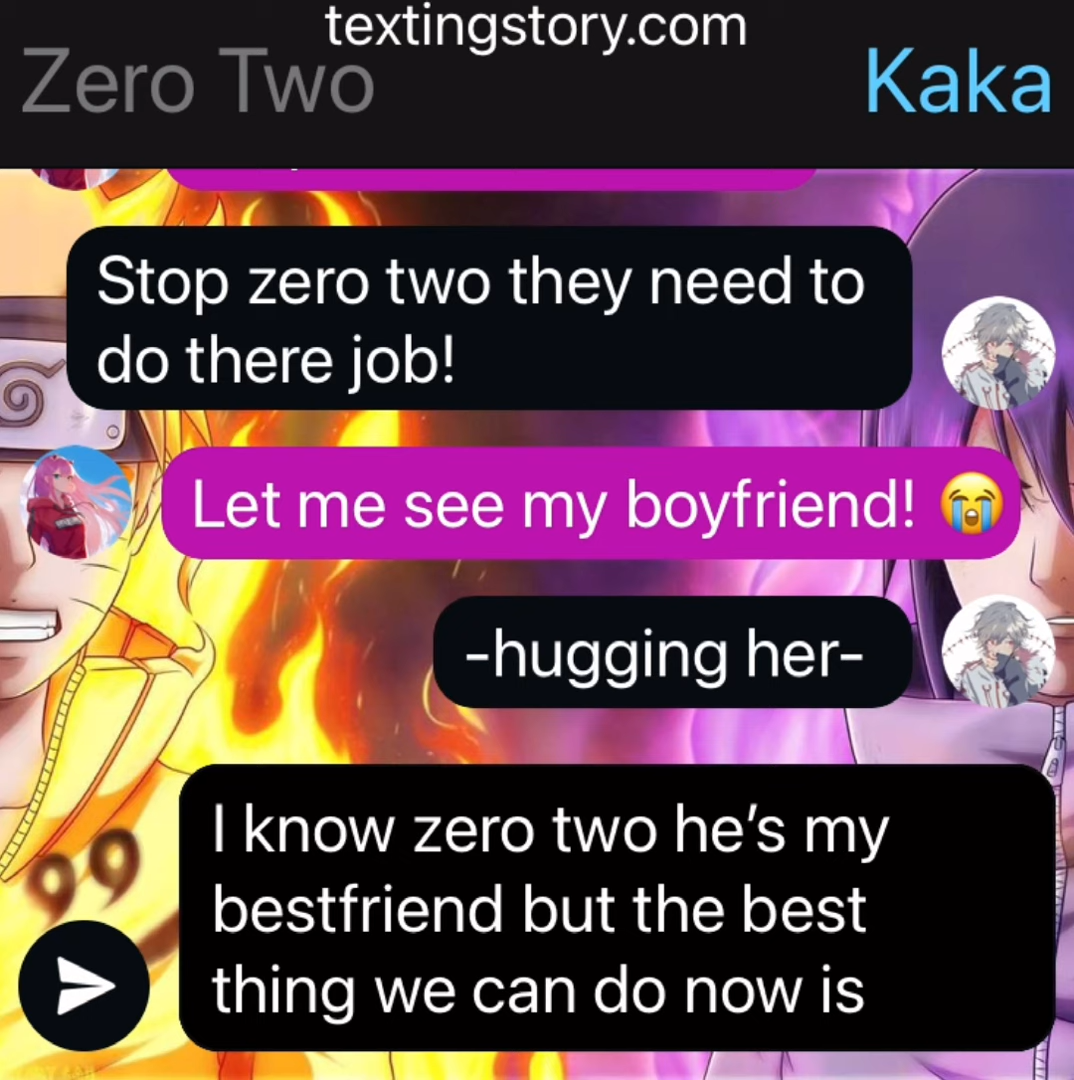 textingstory.com
Zero Two
Kaka
Stop zero two they need to
do there job!
Let me see my boyfriend! 😭
-hugging her-
I know zero two he's my
bestfriend but the best
thing we can do now is